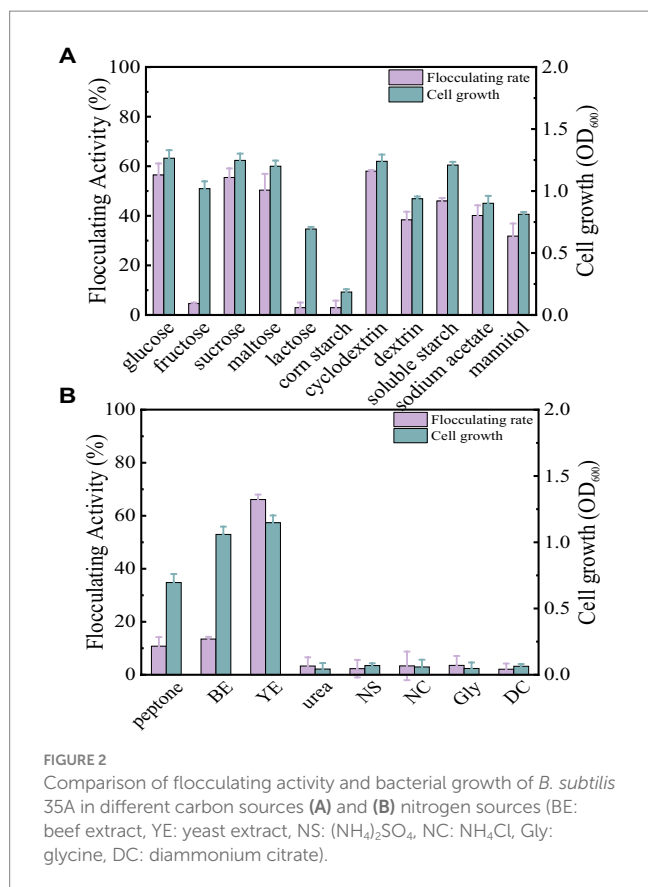 A
100
80
60
40
20
0
Flocculating Activity (%)
Flocculating rate
Cell growth
2.0
1.5
1.0
0.5
0.0
Cell growth (OD600)
glucose
fructose
sucrose
maltose
lactose
corn starch
cyclodextrin
dextrin
soluble starch
sodium acetate
mannitol
B
100
80
60
40
20
0
Flocculating Activity (%)
Flocculating rate
Cell growth
2.0
1.5
1.0
0.5
0.0
Cell growth (OD600)
peptone
BE
YE
urea
NS
NC
Gly
DC
FIGURE 2
Comparison of flocculating activity and bacterial growth of B. subtilis
35A in different carbon sources (A) and (B) nitrogen sources (BE:
beef extract, YE: yeast extract, NS: (NH4)2SO4, NC: NH4Cl, Gly:
glycine, DC: diammonium citrate).